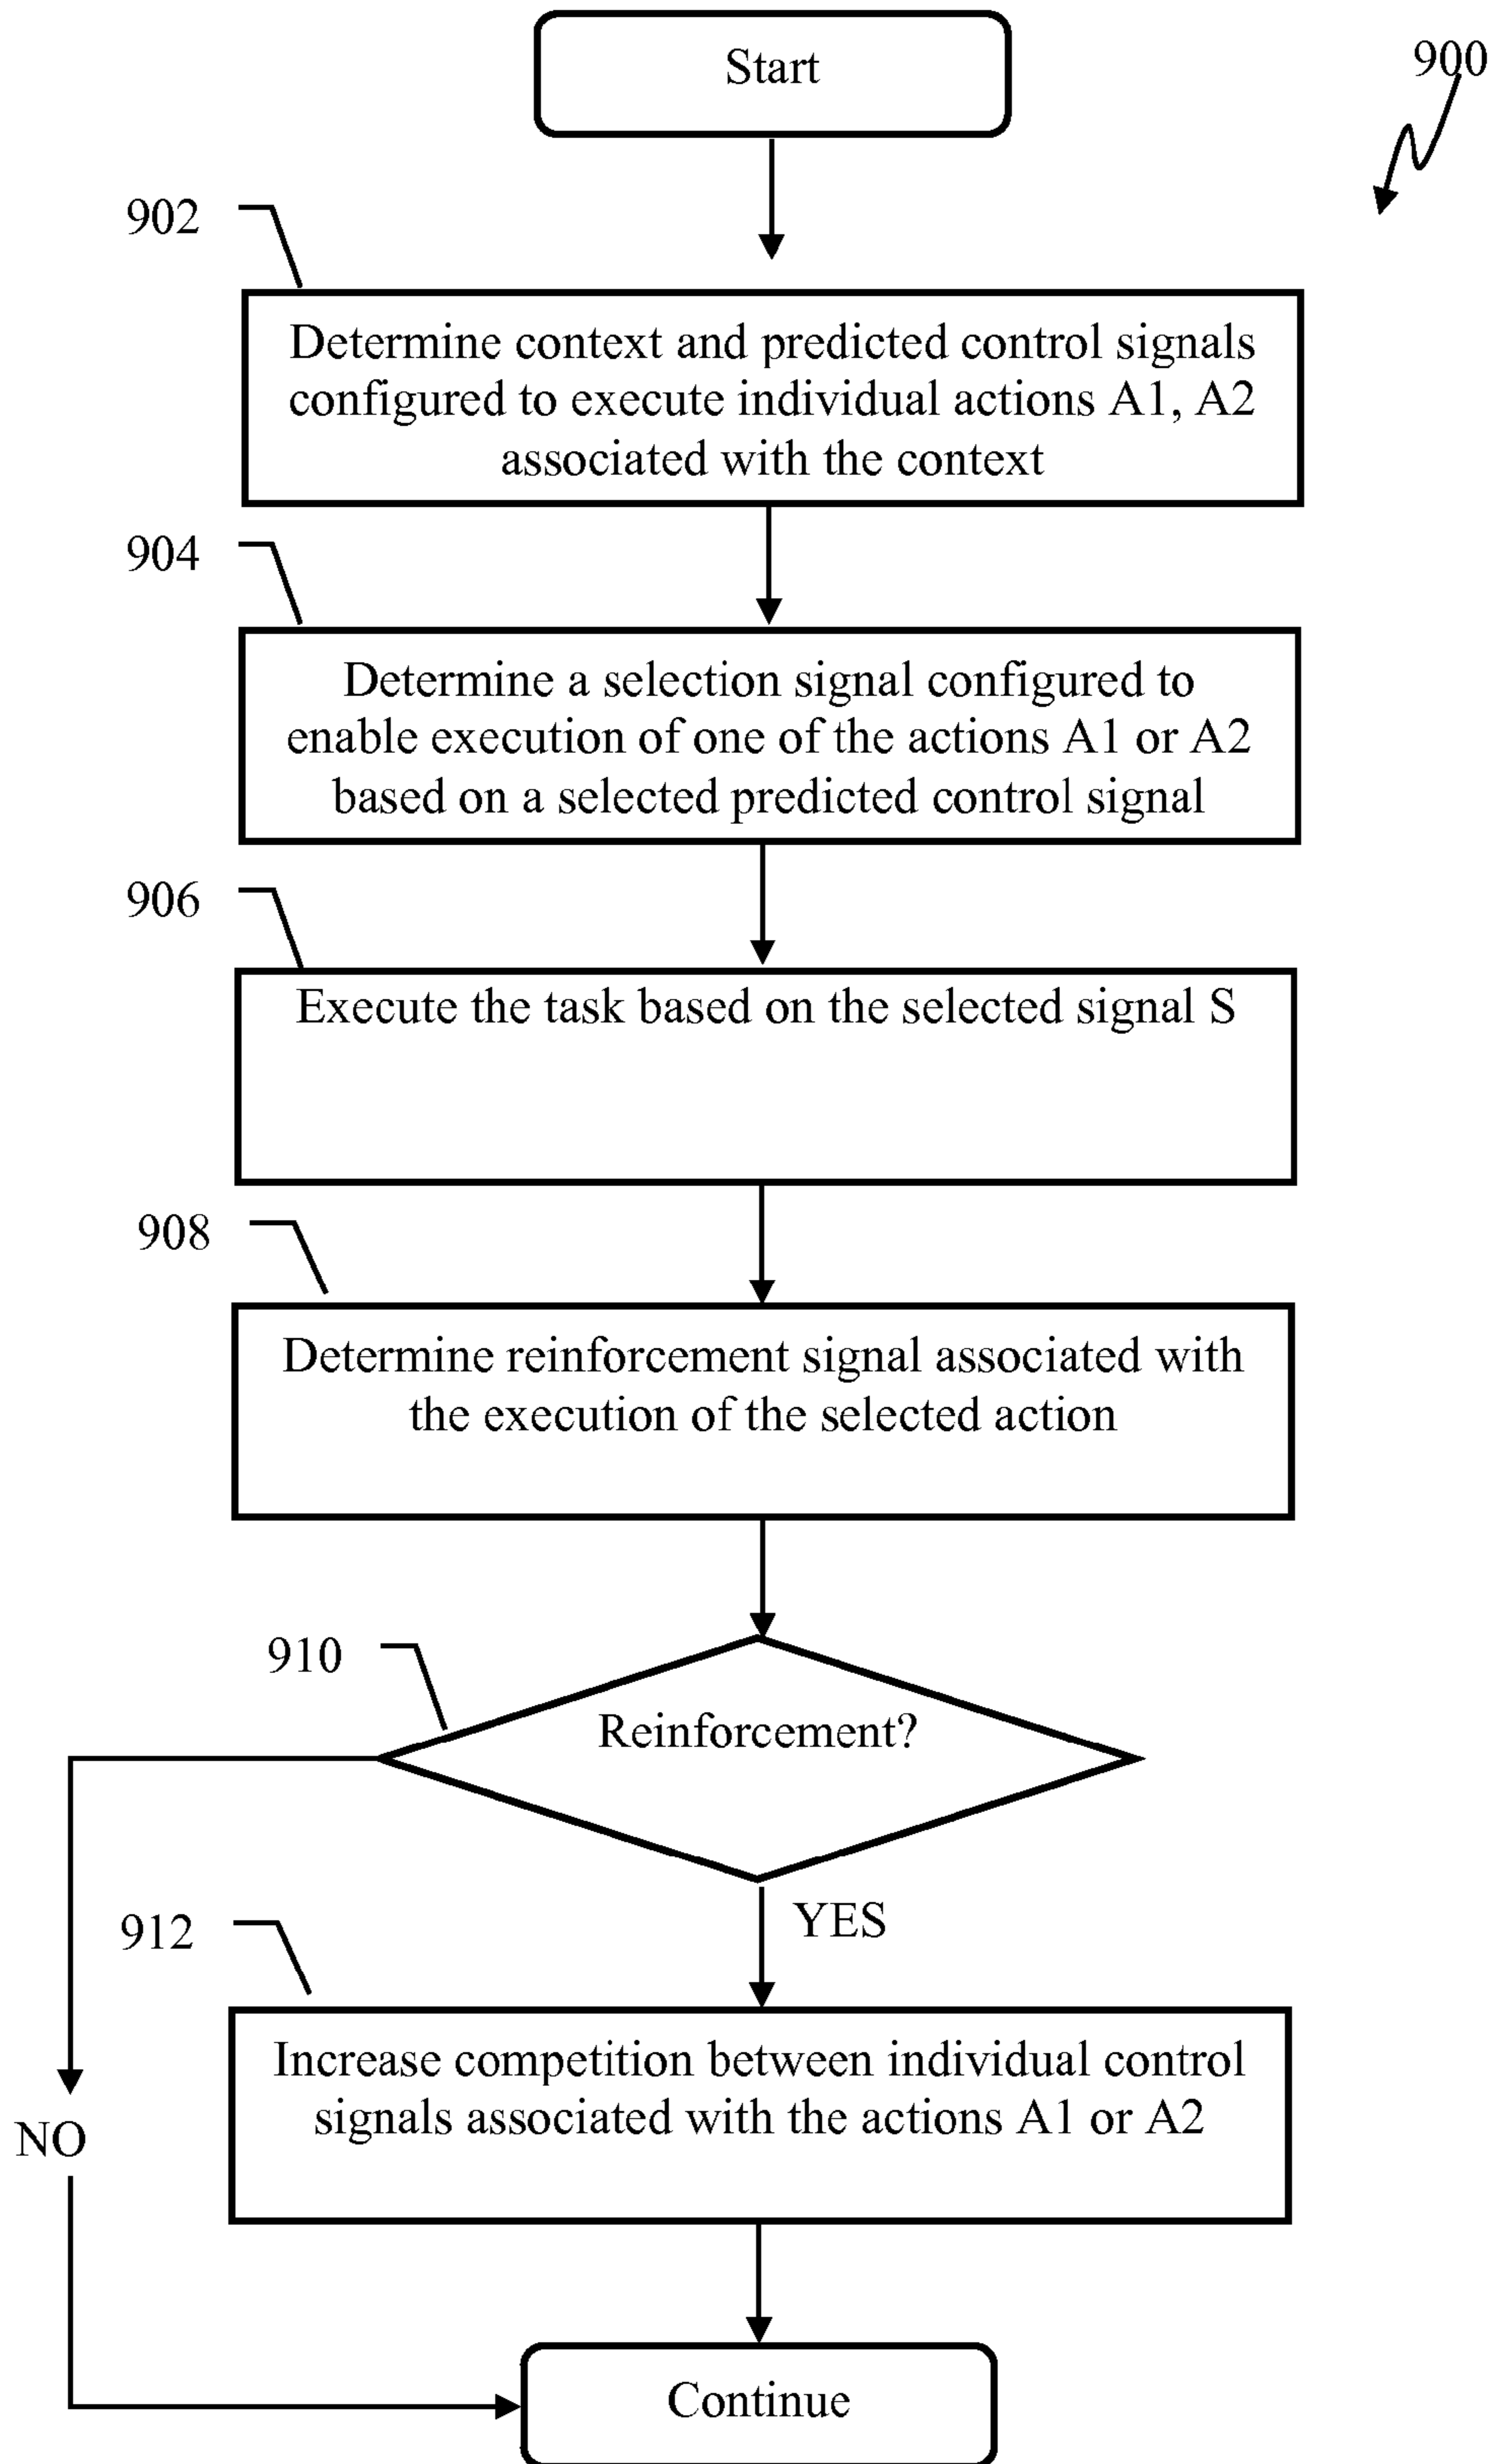 Start
900
902
Determine context and predicted control signals
configured to execute individual actions A1, A2
associated with the context
904
Determine a selection signal configured to
enable execution of one of the actions A1 or A2
based on a selected predicted control signal
906
Execute the task based on the selected signal S
908
Determine reinforcement signal associated with
the execution of the selected action
910
Reinforcement?
YES
912
Increase competition between individual control
signals associated with the actions A1 or A2
NO
Continue